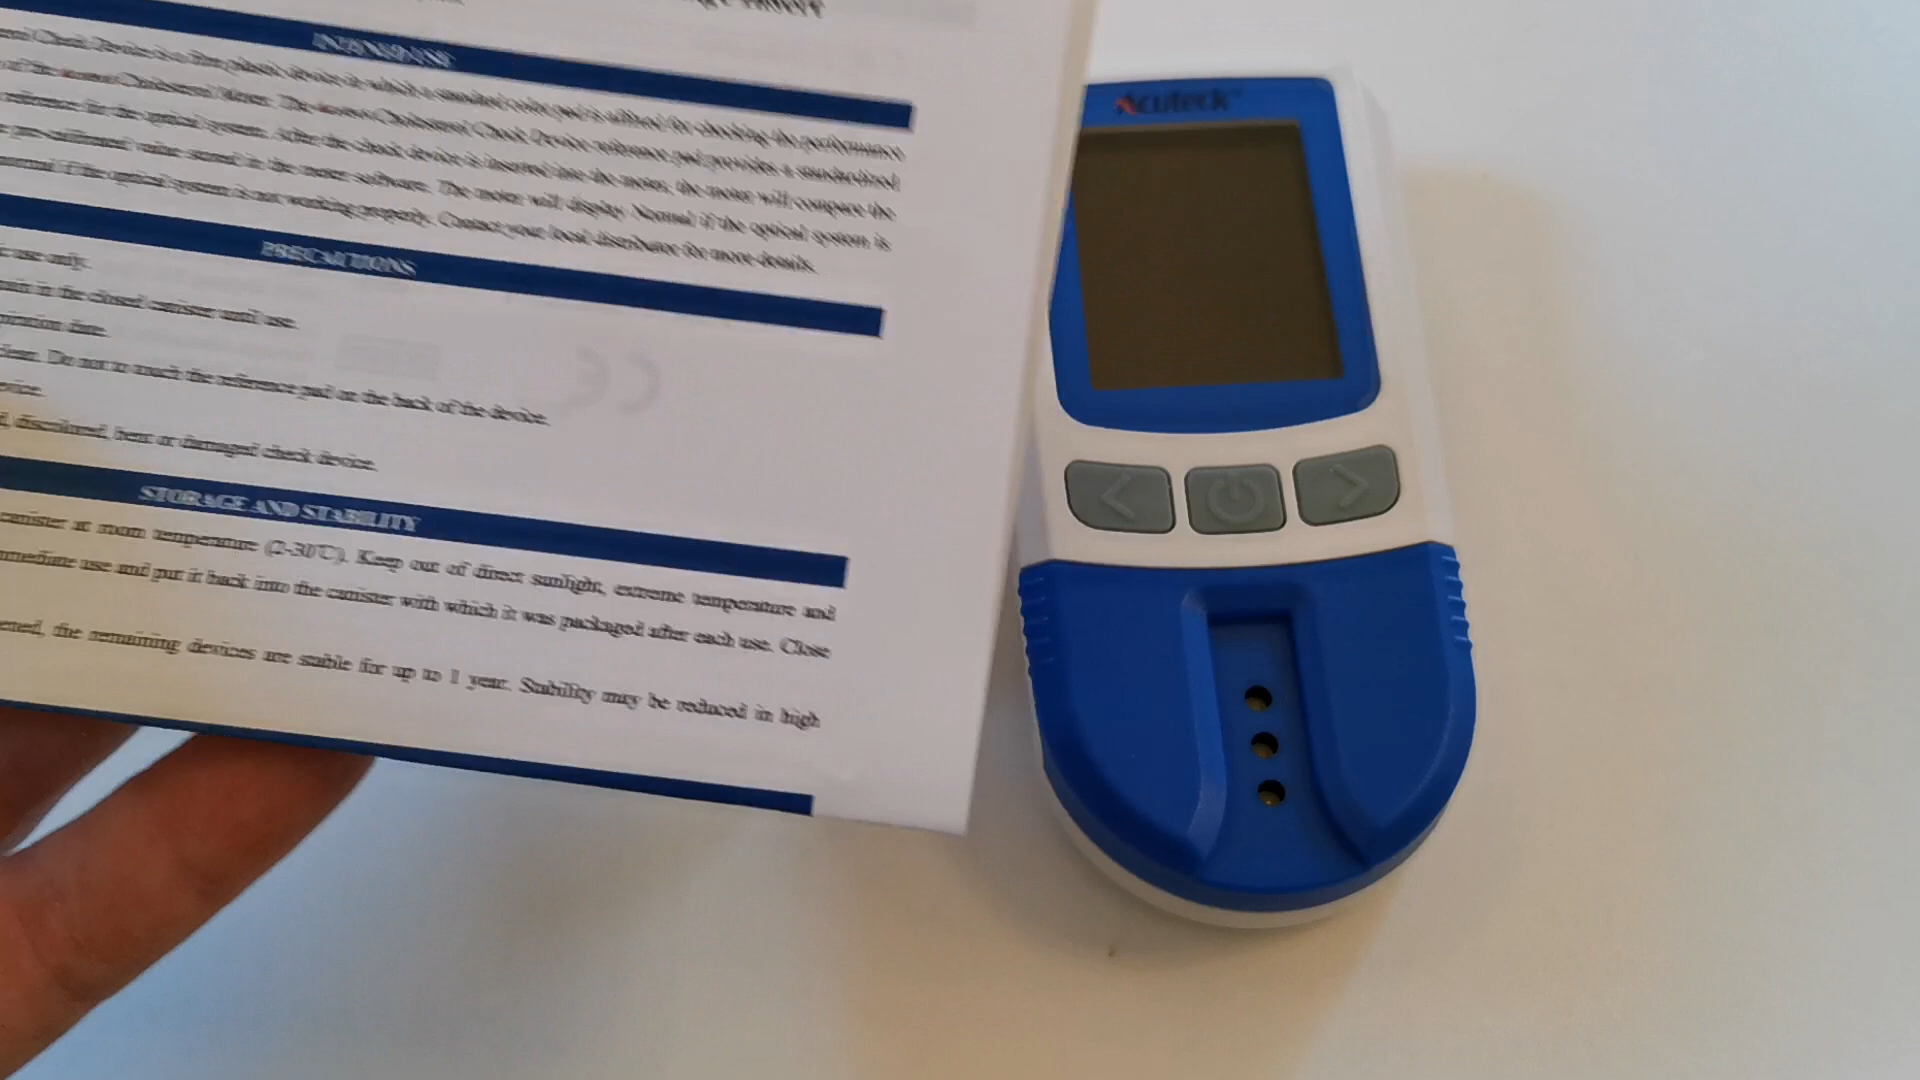 INTENDED USE
Cholesterol Check Device is a fiber plastic device in which a standard color pad is utilized for checking the performance
of the Cholesterol Meter. The Cholesterol Check Device reference pad provides a standardized
reference for the optical system. After the check device is inserted into the meter, the meter will compare the
value stored in the meter software. The meter will display Normal if the optical system is
if the optical system is not working properly. Contact your local distributor for more details.
PRECAUTIONS
use only.
in the closed canister until use.
date.
clean. Do not to touch the reference pad on the back of the device.
discolored, bent or damaged check device.
STORAGE AND STABILITY
canister at room temperature (2-30°C). Keep out of direct sunlight, extreme temperature and
immediate use and put it back into the canister with which it was packaged after each use. Close
the remaining devices are stable for up to 1 year. Stability may be reduced in high
CE
Acuteck